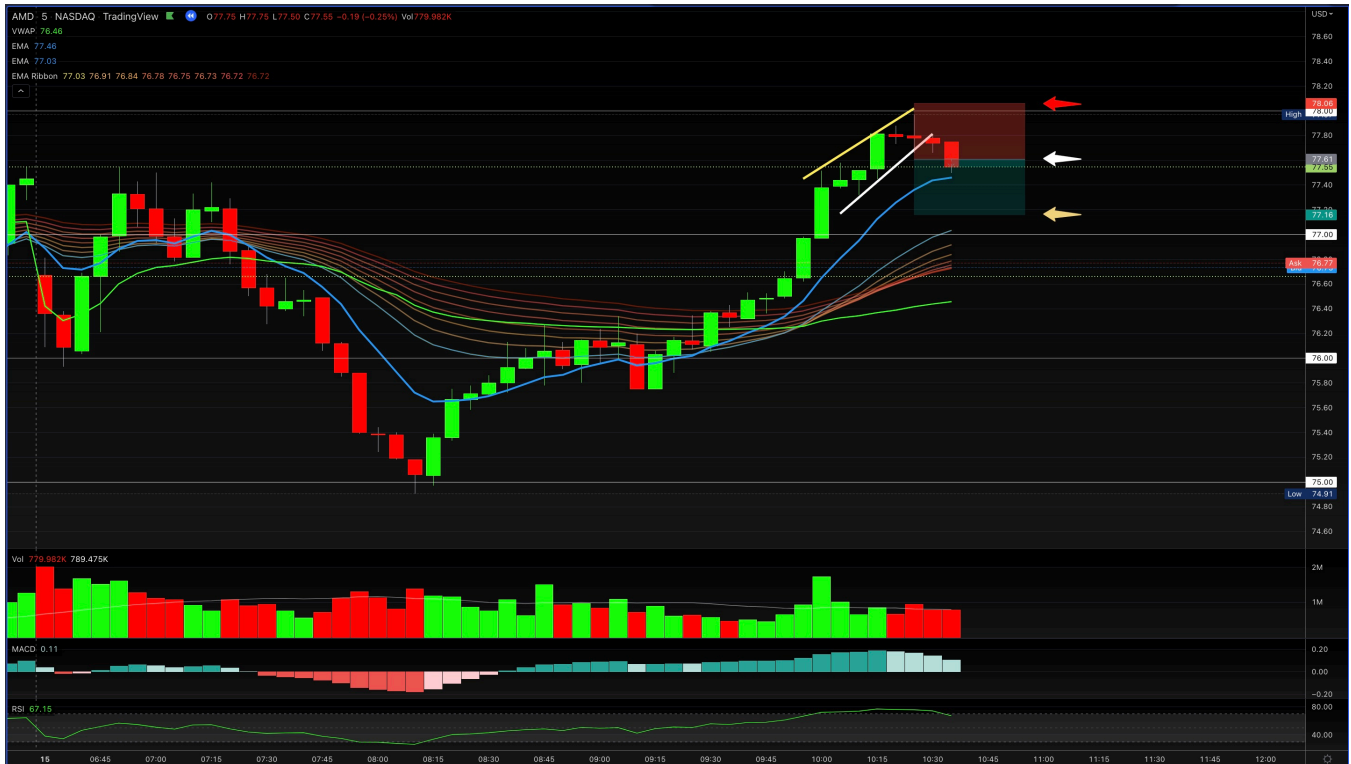 AMD · 5 · NASDAQ · TradingView O77.75 H77.75 L77.50 C77.55 −0.19 (−0.25%) Vol779.982K
USD
VWAP 76.46
EMA 77.46
EMA 77.03
EMA Ribbon 77.03 76.91 76.84 76.78 76.75 76.73 76.72 76.72
78.60
78.40
78.20
78.06
78.00
High
77.80
77.61
77.55
77.40
77.16
77.00
Ask 76.77
76.60
76.40
76.20
76.00
75.80
75.60
75.40
75.20
75.00
Low 74.91
74.80
74.60
Vol 779.982K 789.475K
2M
1M
MACD 0.11
0.20
0.00
−0.20
RSI 67.15
80.00
40.00
15 06:45 07:00 07:15 07:30 07:45 08:00 08:15 08:30 08:45 09:00 09:15 09:30 09:45 10:00 10:15 10:30 10:45 11:00 11:15 11:30 11:45 12:00